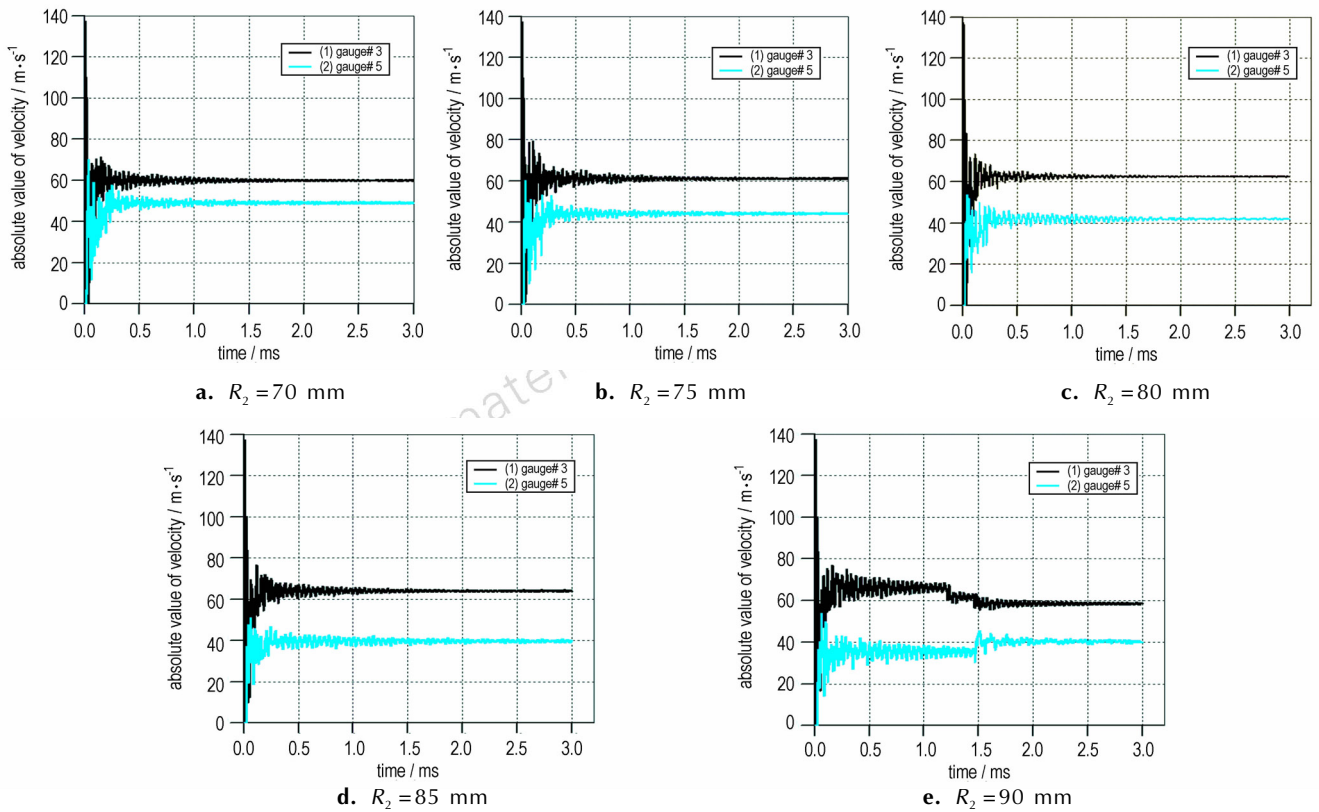 absolute value of velocity / m·s⁻¹
140
120
100
80
60
40
20
0
(1) gauge# 3
(2) gauge# 5
0.0 0.5 1.0 1.5 2.0 2.5 3.0
time / ms
a. R₂=70 mm
absolute value of velocity / m·s⁻¹
140
120
100
80
60
40
20
0
(1) gauge# 3
(2) gauge# 5
0.0 0.5 1.0 1.5 2.0 2.5 3.0
time / ms
b. R₂=75 mm
absolute value of velocity / m·s⁻¹
140
120
100
80
60
40
20
0
(1) gauge# 3
(2) gauge# 5
0.0 0.5 1.0 1.5 2.0 2.5 3.0
time / ms
c. R₂=80 mm
absolute value of velocity / m·s⁻¹
140
120
100
80
60
40
20
0
(1) gauge# 3
(2) gauge# 5
0.0 0.5 1.0 1.5 2.0 2.5 3.0
time / ms
d. R₂=85 mm
absolute value of velocity / m·s⁻¹
140
120
100
80
60
40
20
0
(1) gauge# 3
(2) gauge# 5
0.0 0.5 1.0 1.5 2.0 2.5 3.0
time / ms
e. R₂=90 mm